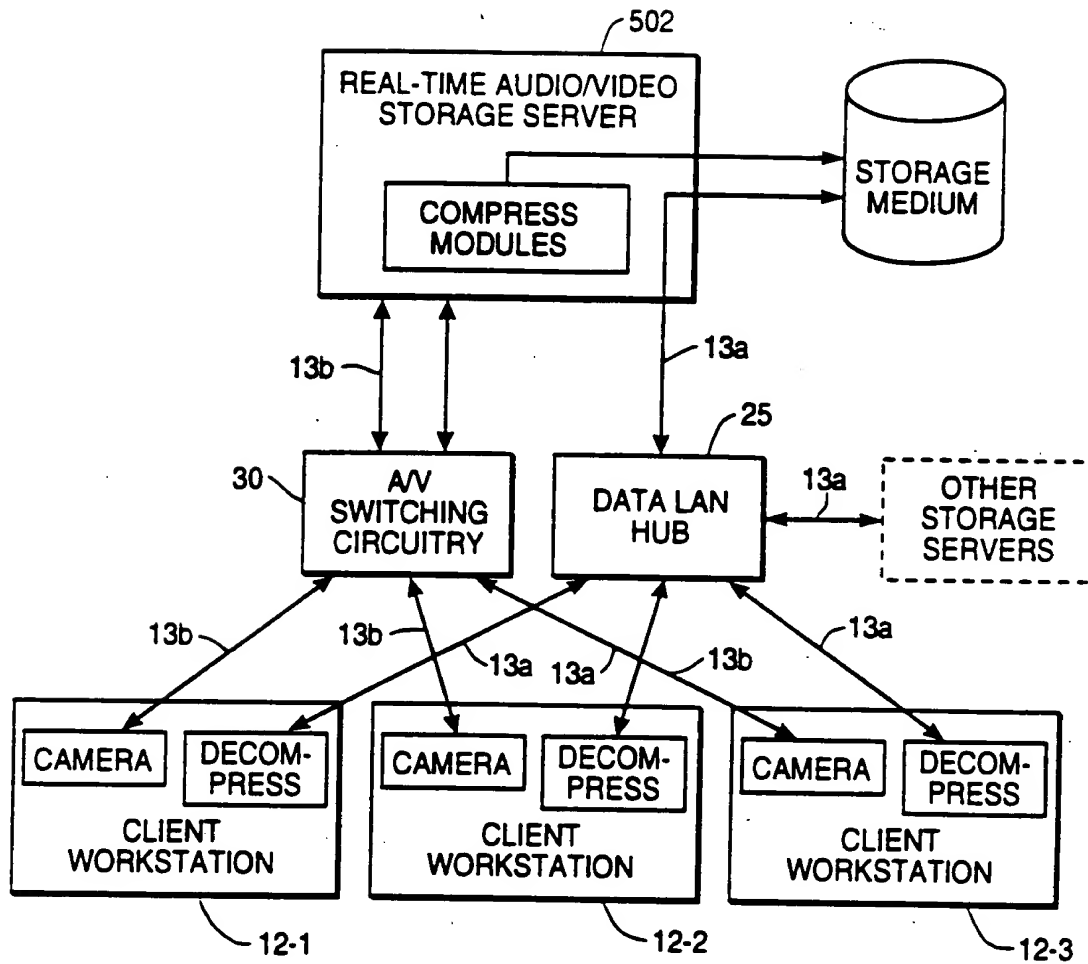 502
REAL-TIME AUDIO/VIDEO
STORAGE SERVER
COMPRESS
MODULES
STORAGE
MEDIUM
13b
13a
25
30
A/V
SWITCHING
CIRCUITRY
DATA LAN
HUB
13a
OTHER
STORAGE
SERVERS
13b
13b
13a
13a
13b
13a
CAMERA
DECOM-
PRESS
CLIENT
WORKSTATION
CAMERA
DECOM-
PRESS
CLIENT
WORKSTATION
CAMERA
DECOM-
PRESS
CLIENT
WORKSTATION
12-1
12-2
12-3